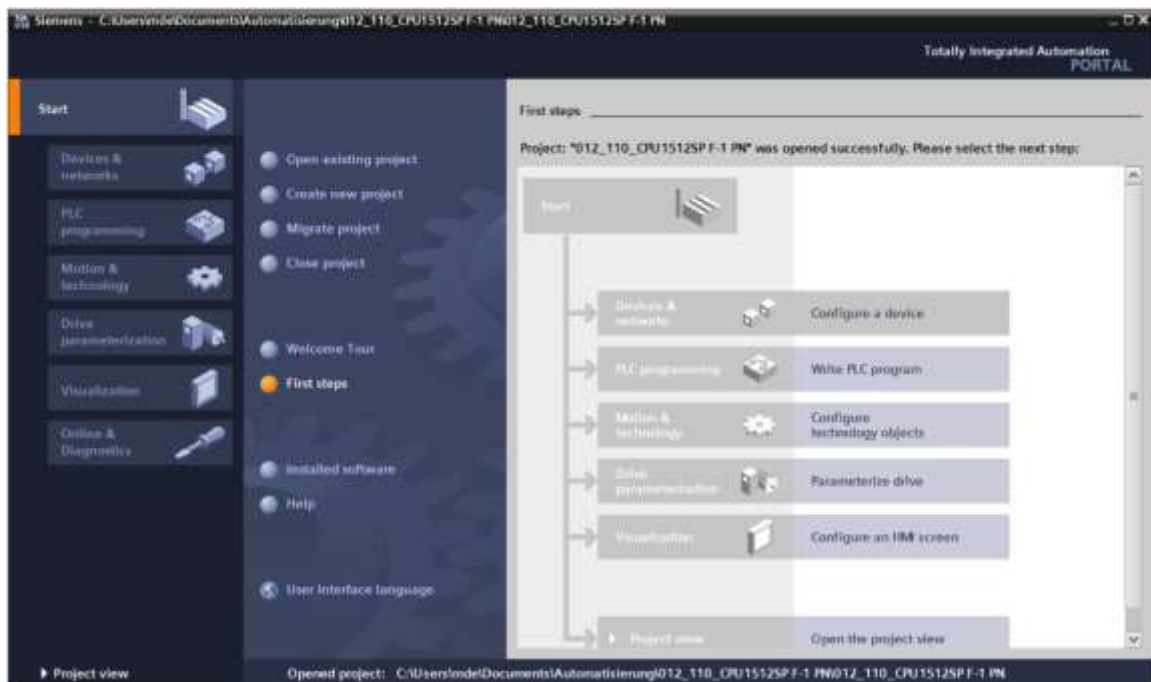 Siemens - C:\Users\mde\Documents\Automatisierung\012_110_CPU1512SP F-1 PN\012_110_CPU1512SP F-1 PN
Totally Integrated Automation
PORTAL
Start
Devices &
networks
PLC
programming
Motion &
technology
Drive
parameterization
Visualization
Online &
Diagnostics
Open existing project
Create new project
Migrate project
Close project
Welcome Tour
First steps
Installed software
Help
User interface language
First steps
Project: "012_110_CPU1512SP F-1 PN" was opened successfully. Please select the next step:
Start
Devices &
networks
Configure a device
PLC programming
Write PLC program
Motion &
technology
Configure
technology objects
Drive
parameterization
Parameterize drive
Visualization
Configure an HMI screen
Project view
Open the project view
Project view
Opened project: C:\Users\mde\Documents\Automatisierung\012_110_CPU1512SP F-1 PN\012_110_CPU1512SP F-1 PN